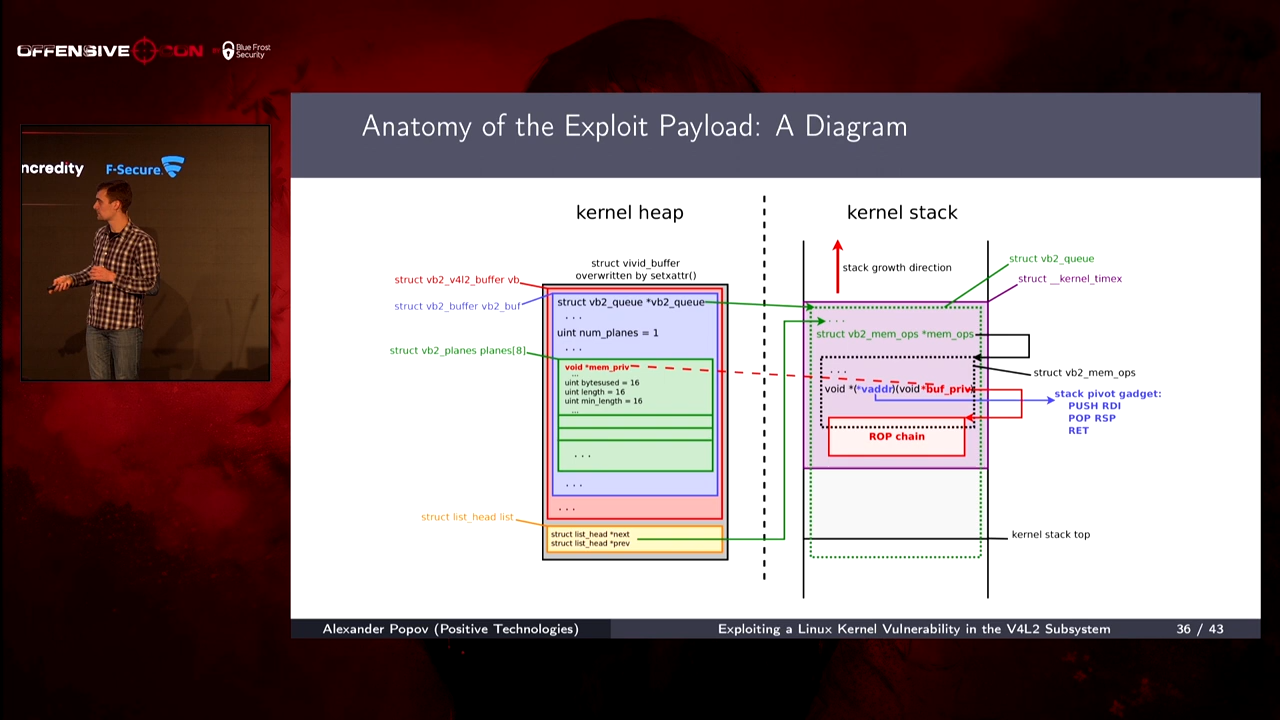 OFFENSIVE CON BY Blue Frost Security
ncredity F-Secure.
Anatomy of the Exploit Payload: A Diagram
kernel heap
kernel stack
struct vivid_buffer
overwritten by setxattr()
struct vb2_v4l2_buffer vb
struct vb2_buffer vb2_buf
struct vb2_planes planes[8]
struct list_head list
struct vb2_queue *vb2_queue
. . .
uint num_planes = 1
. . .
void *mem_priv
...
uint bytesused = 16
uint length = 16
uint min_length = 16
...
. . .
. . .
. . .
struct list_head *next
struct list_head *prev
stack growth direction
struct vb2_queue
struct __kernel_timex
. . .
struct vb2_mem_ops *mem_ops
struct vb2_mem_ops
. . .
void *(*vaddr)(void *buf_priv
stack pivot gadget:
PUSH RDI
POP RSP
RET
ROP chain
kernel stack top
Alexander Popov (Positive Technologies)
Exploiting a Linux Kernel Vulnerability in the V4L2 Subsystem
36 / 43